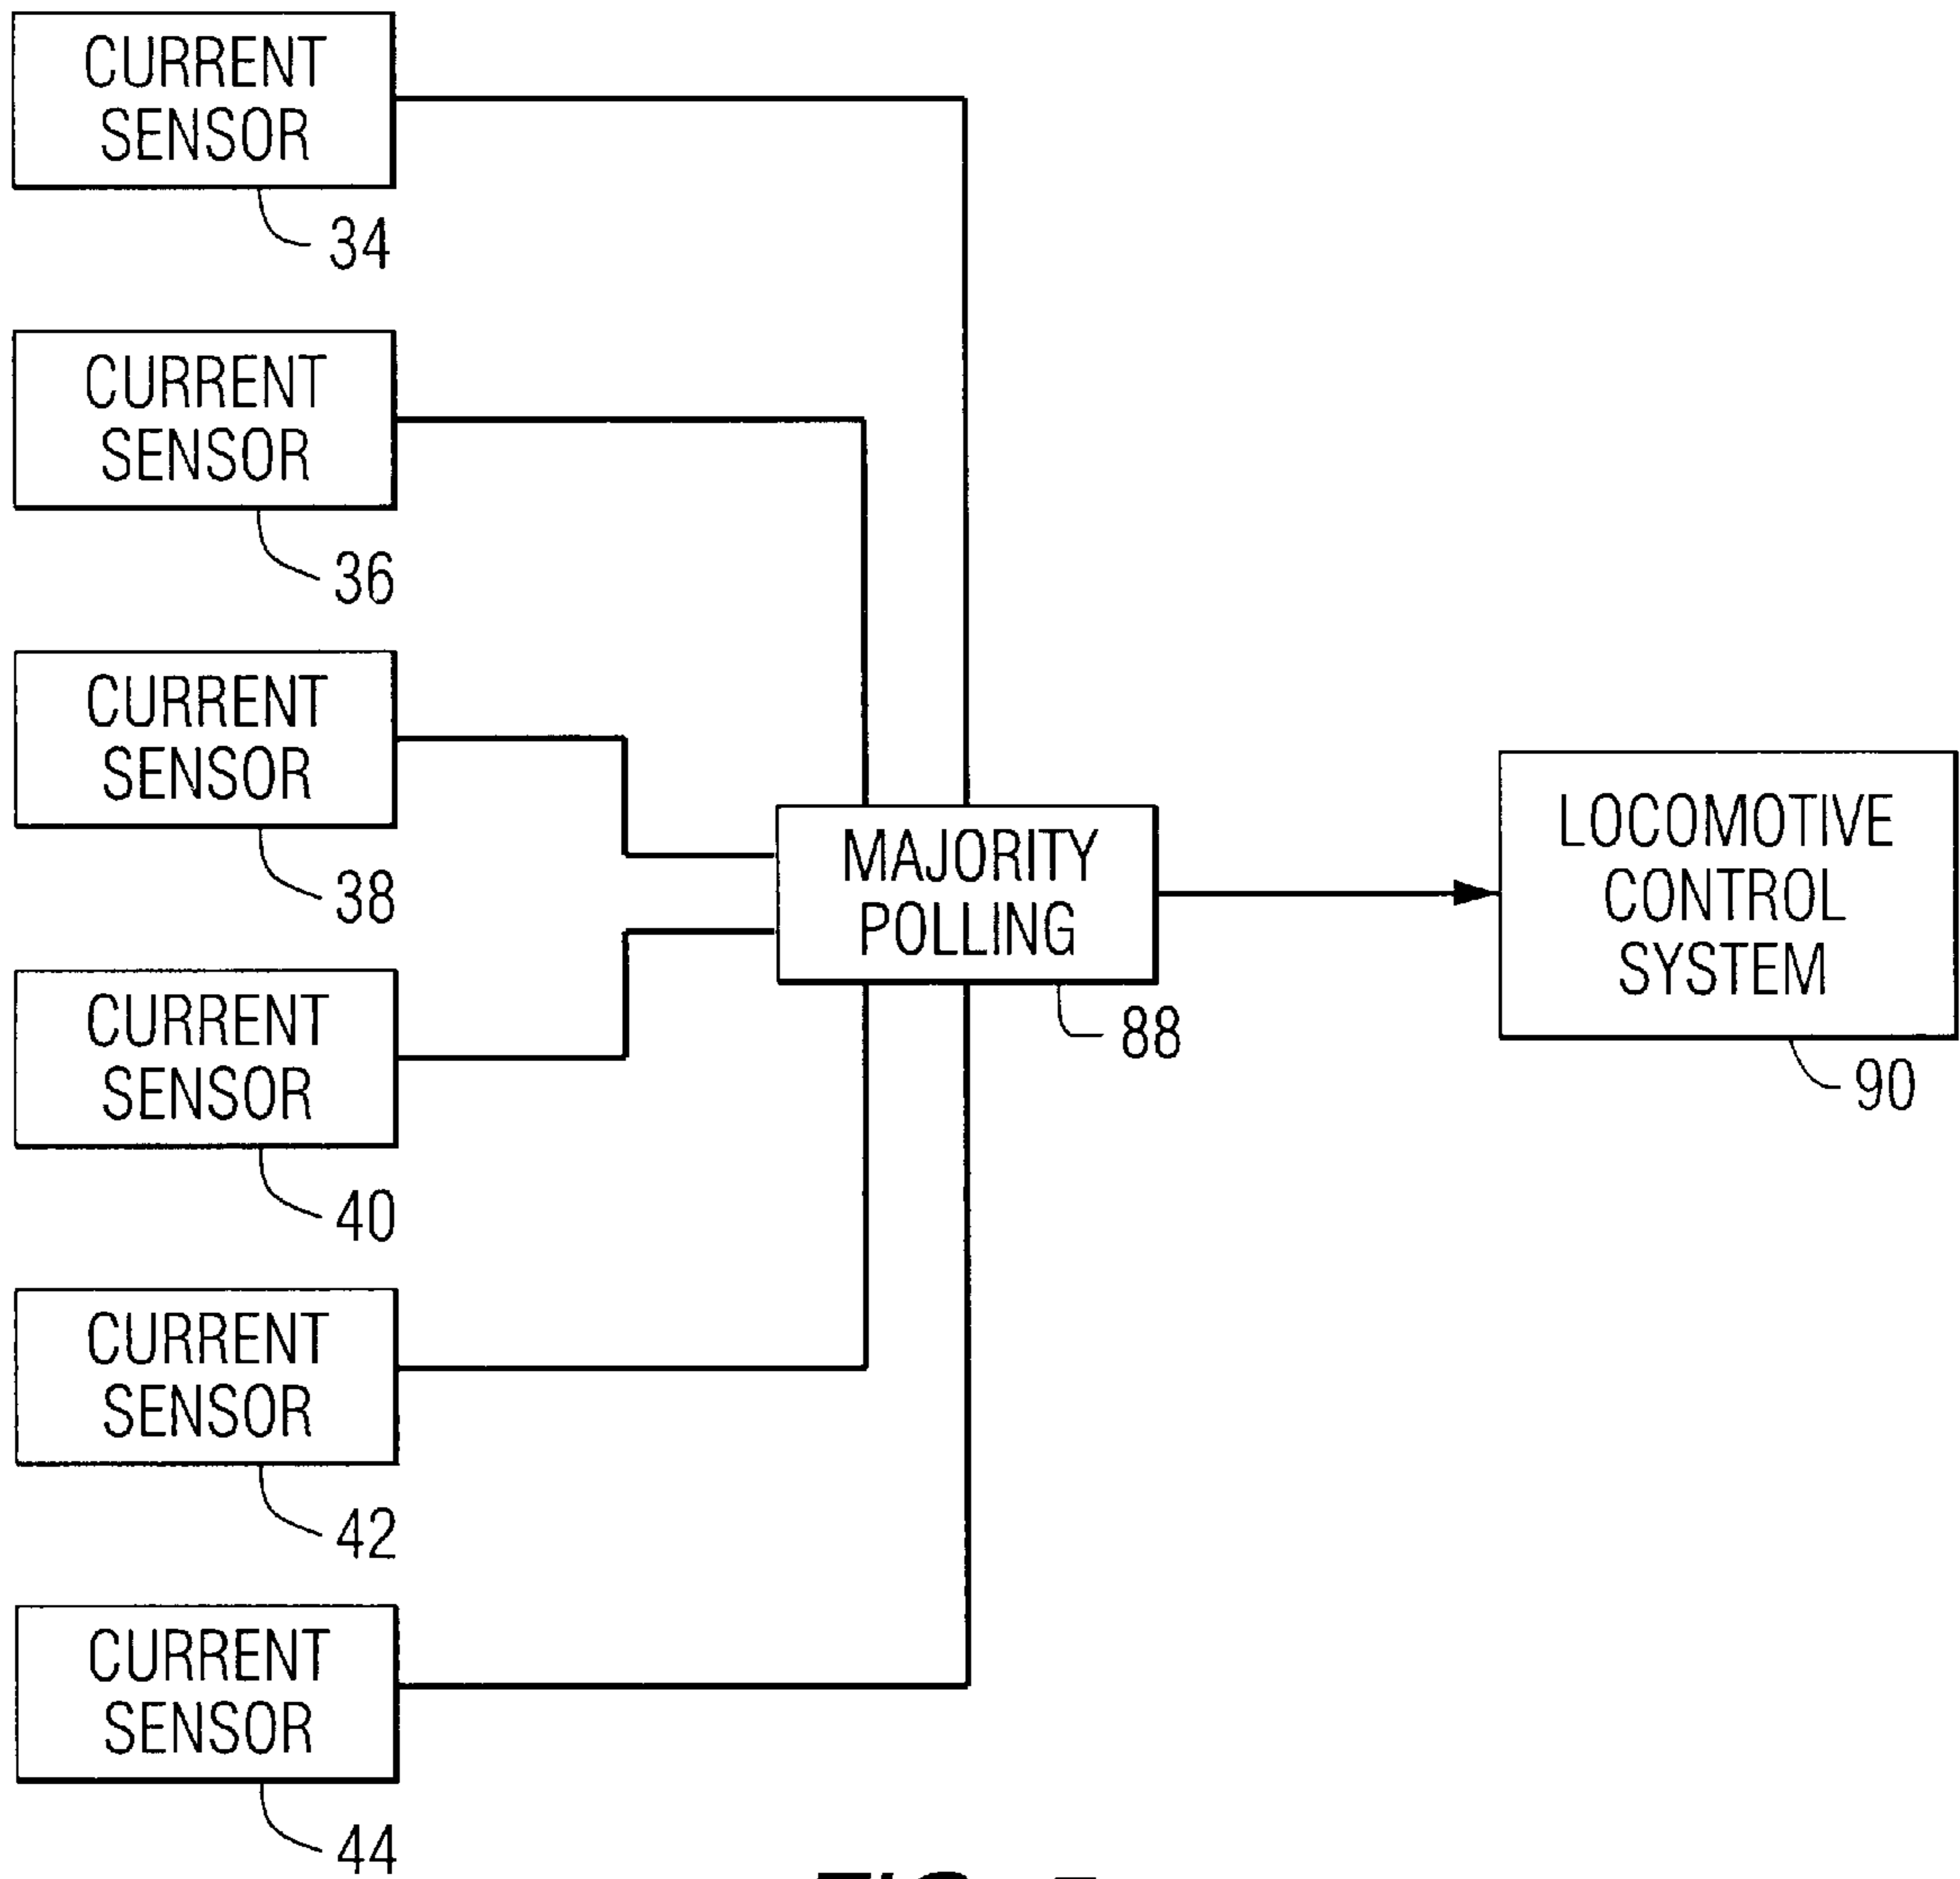 CURRENT
SENSOR
34
CURRENT
SENSOR
36
CURRENT
SENSOR
38
CURRENT
SENSOR
40
CURRENT
SENSOR
42
CURRENT
SENSOR
44
MAJORITY
POLLING
88
LOCOMOTIVE
CONTROL
SYSTEM
90